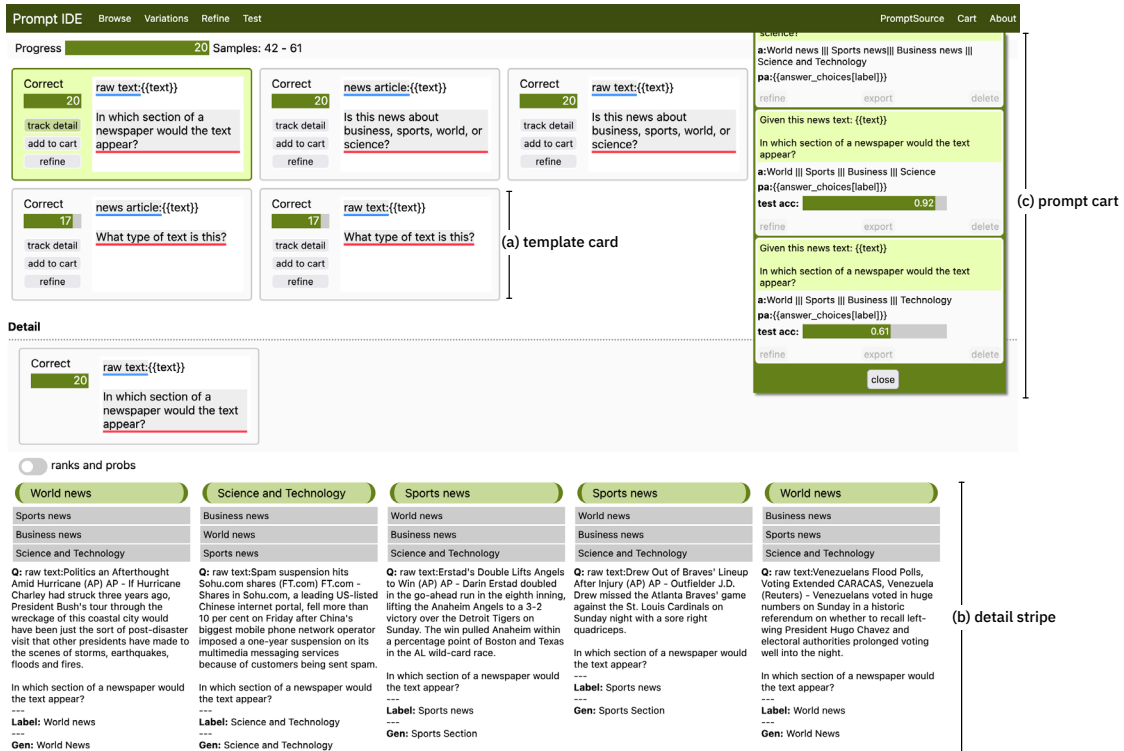 Prompt IDE Browse Variations Refine Test PromptSource Cart About
Progress 20 Samples: 42 - 61
Correct
20
track detail
add to cart
refine
raw text:{{text}}
In which section of a
newspaper would the text
appear?
Correct
20
track detail
add to cart
refine
news article:{{text}}
Is this news about
business, sports, world, or
science?
Correct
20
track detail
add to cart
refine
raw text:{{text}}
Is this news about
business, sports, world, or
science?
Correct
17
track detail
add to cart
refine
news article:{{text}}
What type of text is this?
Correct
17
track detail
add to cart
refine
raw text:{{text}}
What type of text is this?
(a) template card
science?
a:World news ||| Sports news||| Business news |||
Science and Technology
pa:{{answer_choices[label]}}
refine export delete
Given this news text: {{text}}
In which section of a newspaper would the text
appear?
a:World ||| Sports ||| Business ||| Science
pa:{{answer_choices[label]}}
test acc: 0.92
refine export delete
Given this news text: {{text}}
In which section of a newspaper would the text
appear?
a:World ||| Sports ||| Business ||| Technology
pa:{{answer_choices[label]}}
test acc: 0.61
refine export delete
close
(c) prompt cart
Detail
Correct
20
raw text:{{text}}
In which section of a
newspaper would the text
appear?
ranks and probs
World news
Sports news
Business news
Science and Technology
Q: raw text:Politics an Afterthought
Amid Hurricane (AP) AP - If Hurricane
Charley had struck three years ago,
President Bush's tour through the
wreckage of this coastal city would
have been just the sort of post-disaster
visit that other presidents have made to
the scenes of storms, earthquakes,
floods and fires.
In which section of a newspaper would
the text appear?
---
Label: World news
---
Gen: World News
Science and Technology
Business news
World news
Sports news
Q: raw text:Spam suspension hits
Sohu.com shares (FT.com) FT.com -
Shares in Sohu.com, a leading US-listed
Chinese internet portal, fell more than
10 per cent on Friday after China's
biggest mobile phone network operator
imposed a one-year suspension on its
multimedia messaging services
because of customers being sent spam.
In which section of a newspaper would
the text appear?
---
Label: Science and Technology
---
Gen: Science and Technology
Sports news
World news
Business news
Science and Technology
Q: raw text:Erstad's Double Lifts Angels
to Win (AP) AP - Darin Erstad doubled
in the go-ahead run in the eighth inning,
lifting the Anaheim Angels to a 3-2
victory over the Detroit Tigers on
Sunday. The win pulled Anaheim within
a percentage point of Boston and Texas
in the AL wild-card race.
In which section of a newspaper would
the text appear?
---
Label: Sports news
---
Gen: Sports Section
Sports news
World news
Business news
Science and Technology
Q: raw text:Drew Out of Braves' Lineup
After Injury (AP) AP - Outfielder J.D.
Drew missed the Atlanta Braves' game
against the St. Louis Cardinals on
Sunday night with a sore right
quadriceps.
In which section of a newspaper would
the text appear?
---
Label: Sports news
---
Gen: Sports Section
World news
Business news
Sports news
Science and Technology
Q: raw text:Venezuelans Flood Polls,
Voting Extended CARACAS, Venezuela
(Reuters) - Venezuelans voted in huge
numbers on Sunday in a historic
referendum on whether to recall left-
wing President Hugo Chavez and
electoral authorities prolonged voting
well into the night.
In which section of a newspaper would
the text appear?
---
Label: World news
---
Gen: World News
(b) detail stripe